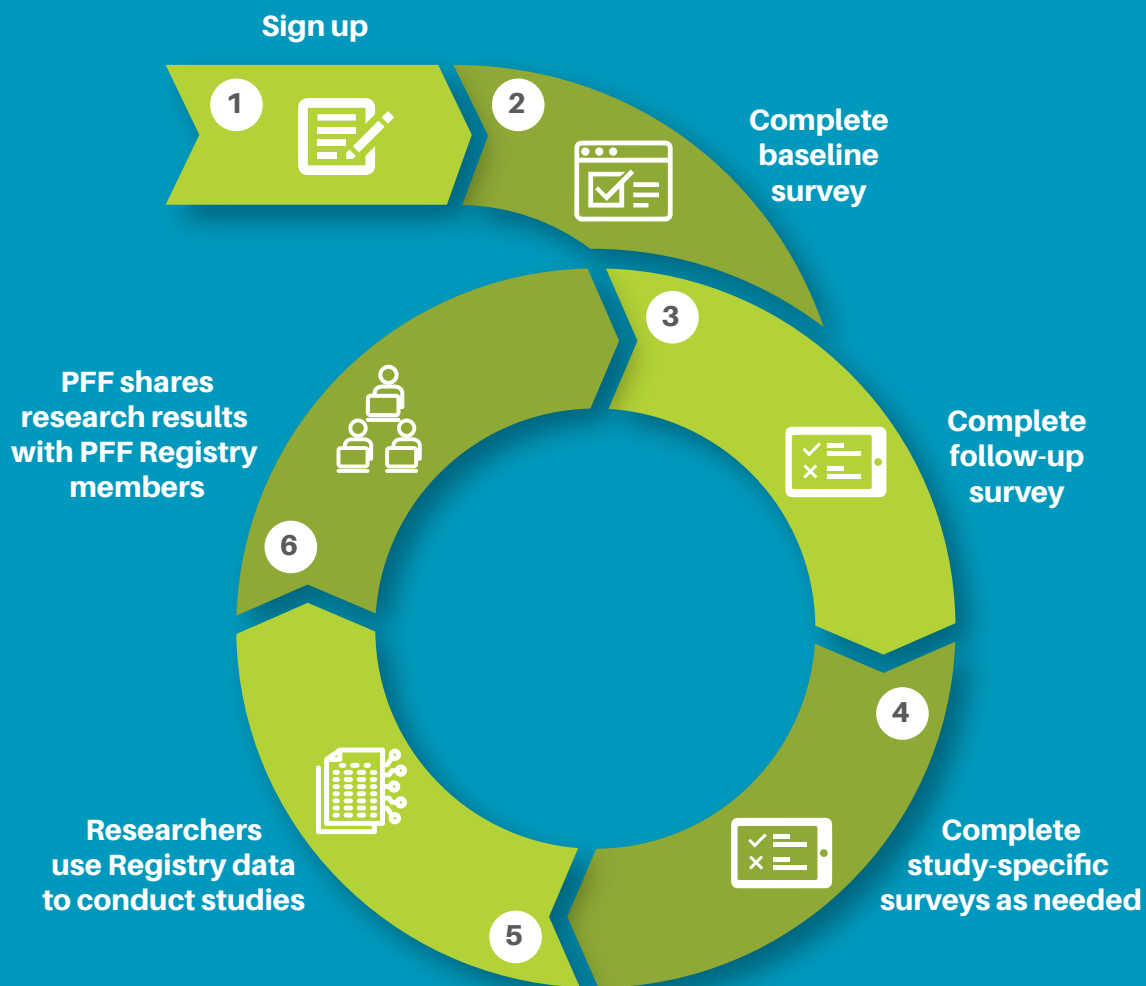 Sign up
1
2
Complete
baseline
survey
3
Complete
follow-up
survey
4
Complete
study-specific
surveys as needed
5
Researchers
use Registry data
to conduct studies
6
PFF shares
research results
with PFF Registry
members